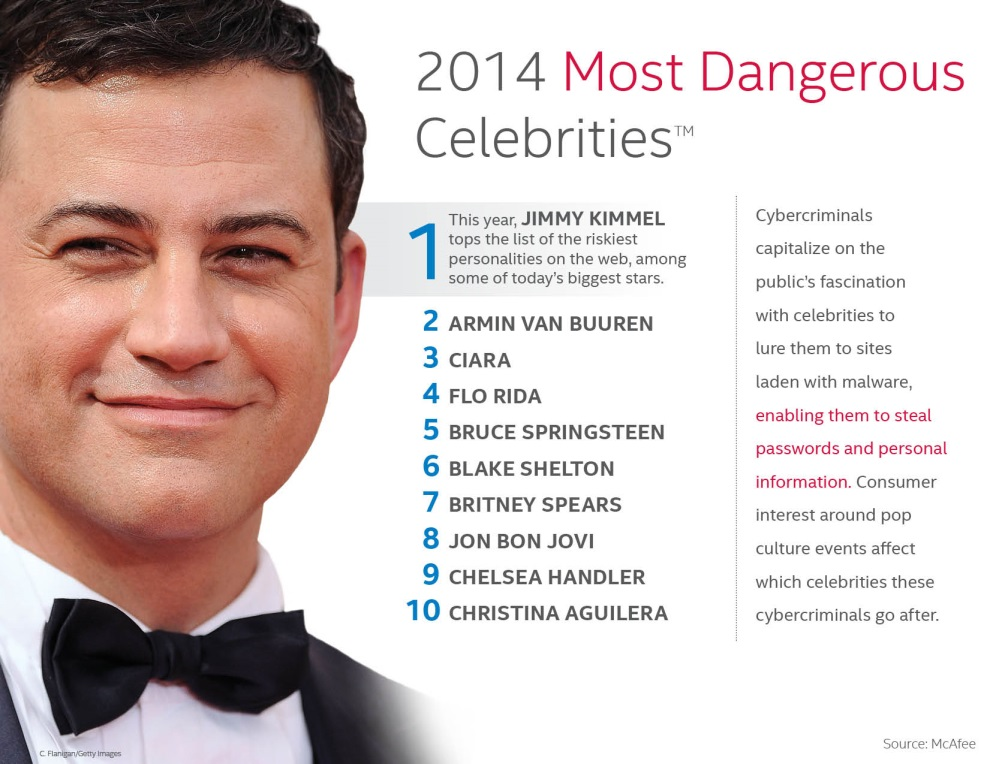 2014 Most Dangerous
Celebrities™
1
This year, JIMMY KIMMEL
tops the list of the riskiest
personalities on the web, among
some of today's biggest stars.
2 ARMIN VAN BUUREN
3 CIARA
4 FLO RIDA
5 BRUCE SPRINGSTEEN
6 BLAKE SHELTON
7 BRITNEY SPEARS
8 JON BON JOVI
9 CHELSEA HANDLER
10 CHRISTINA AGUILERA
Cybercriminals
capitalize on the
public's fascination
with celebrities to
lure them to sites
laden with malware,
enabling them to steal
passwords and personal
information. Consumer
interest around pop
culture events affect
which celebrities these
cybercriminals go after.
C. Flanigan/Getty Images
Source: McAfee